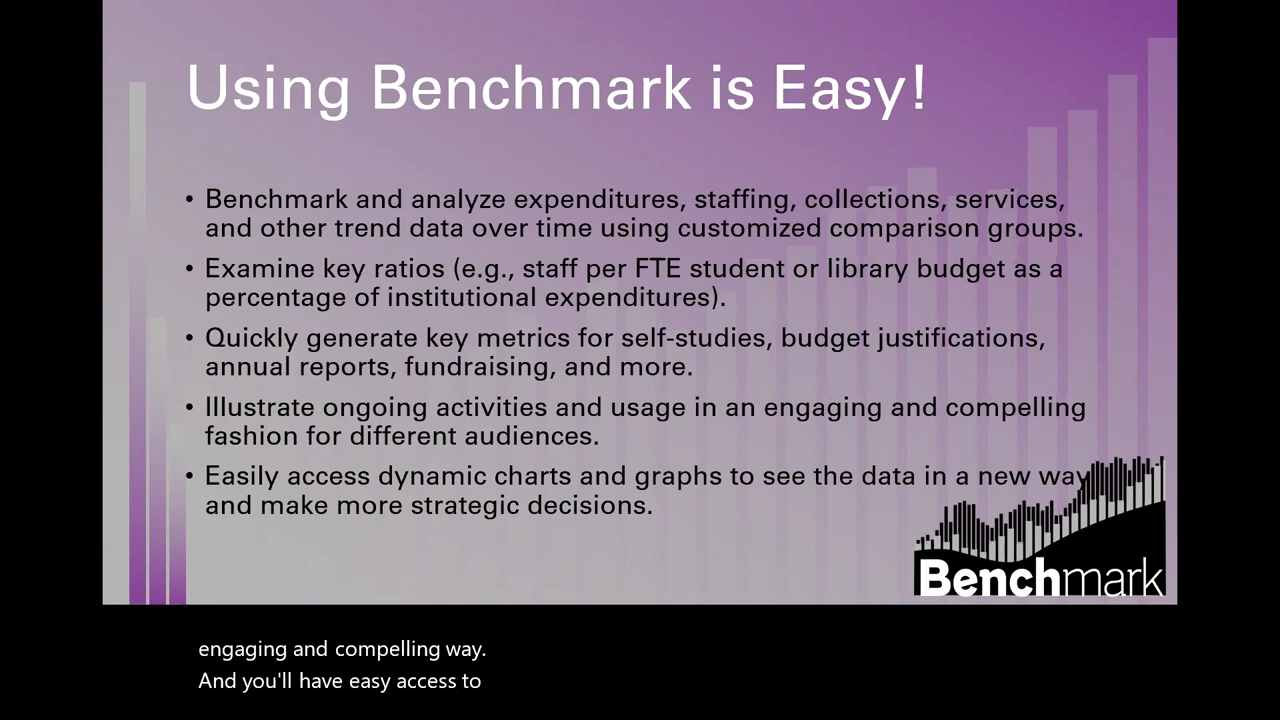 Using Benchmark is Easy!
• Benchmark and analyze expenditures, staffing, collections, services,
and other trend data over time using customized comparison groups.
• Examine key ratios (e.g., staff per FTE student or library budget as a
percentage of institutional expenditures).
• Quickly generate key metrics for self-studies, budget justifications,
annual reports, fundraising, and more.
• Illustrate ongoing activities and usage in an engaging and compelling
fashion for different audiences.
• Easily access dynamic charts and graphs to see the data in a new way
and make more strategic decisions.
Benchmark
engaging and compelling way.
And you'll have easy access to